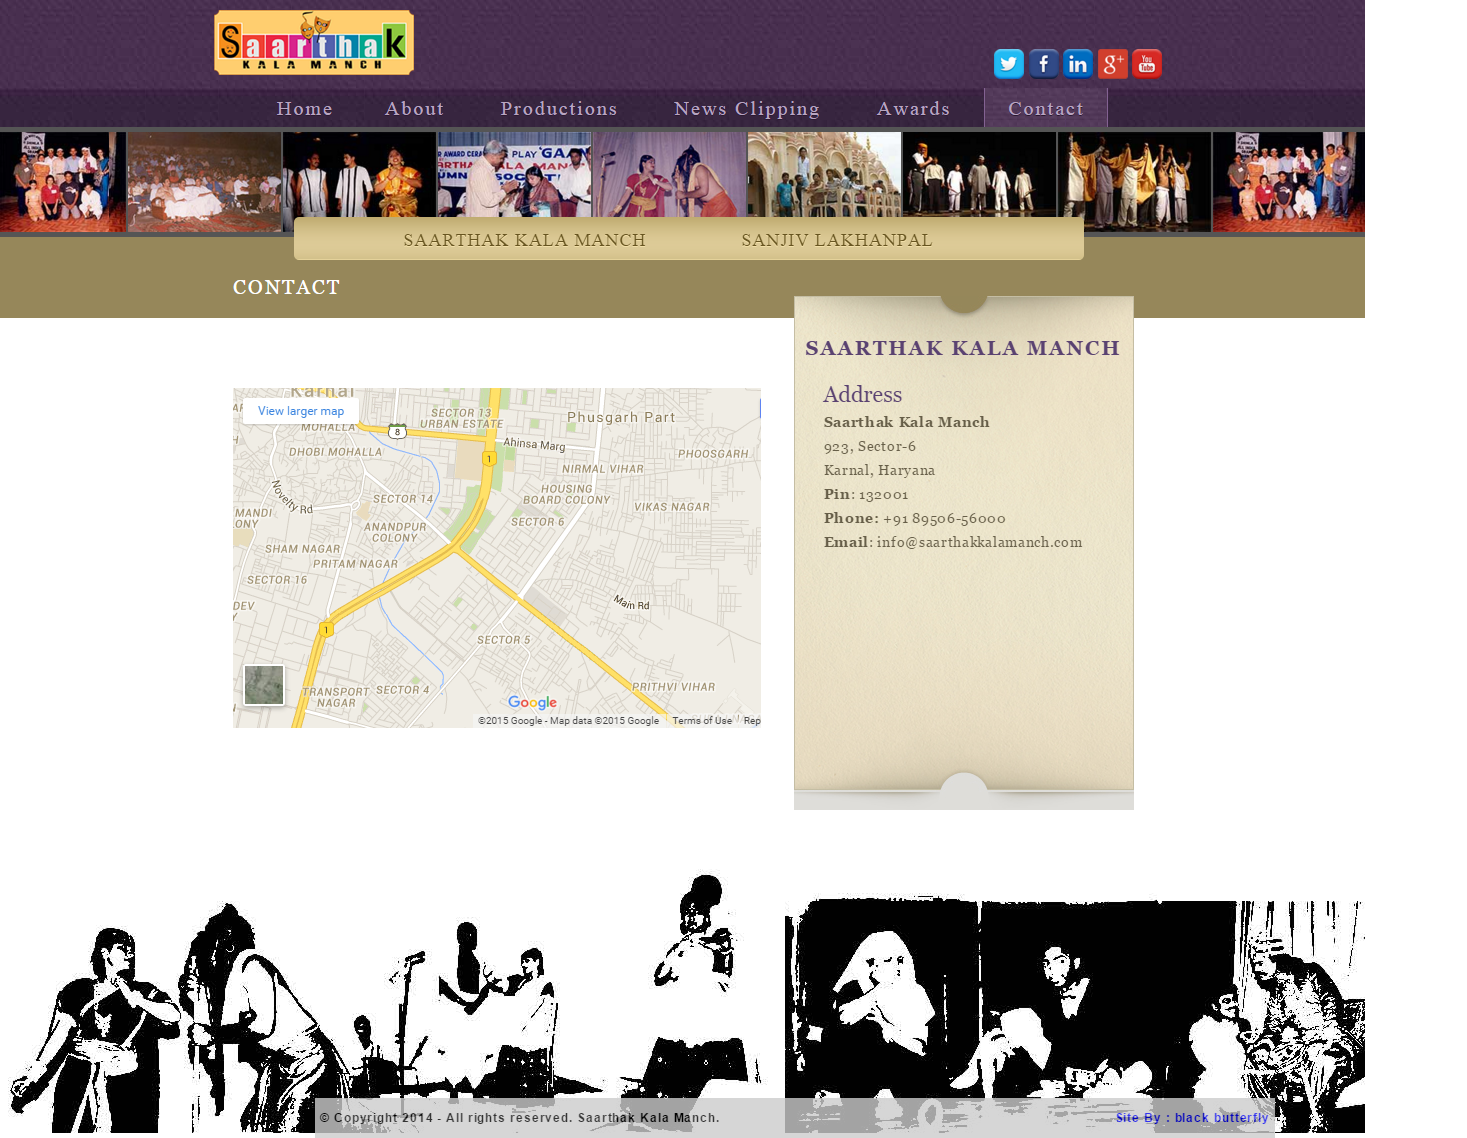 Saarthak
KALA MANCH
Home About Productions News Clipping Awards Contact
SAARTHAK KALA MANCH SANJIV LAKHANPAL
CONTACT
SAARTHAK KALA MANCH
Address
Saarthak Kala Manch
923, Sector-6
Karnal, Haryana
Pin: 132001
Phone: +91 89506-56000
Email: info@saarthakkalamanch.com
Karnal
View larger map
MOHALLA
8
SECTOR 13
URBAN ESTATE
Phusgarh Part
Ahinsa Marg
DHOBI MOHALLA
1
PHOOSGARH
NIRMAL VIHAR
Novelty Rd
SECTOR 14
HOUSING
BOARD COLONY
VIKAS NAGAR
MANDI
COLONY
ANANDPUR
COLONY
SECTOR 6
SHAM NAGAR
PRITAM NAGAR
SECTOR 16
DEV
AR
Main Rd
1
SECTOR 5
TRANSPORT
NAGAR
SECTOR 4
PRITHVI VIHAR
Google
©2015 Google - Map data ©2015 Google Terms of Use Rep
© Copyright 2014 - All rights reserved. Saarthak Kala Manch.
Site By : black butterfly